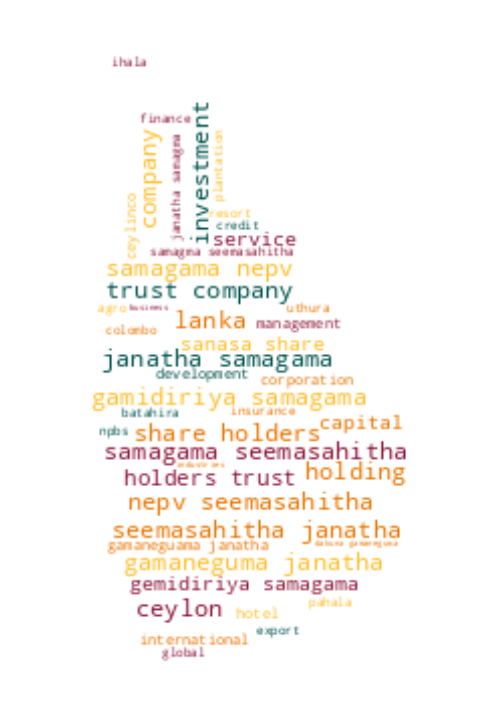 ihala
finance
company
janatha samagma
investment
plantation
ceylinco
resort
credit
service
samagma seemasahitha
samagama nepv
trust company
agro
business
uthura
lanka
management
colombo
sanasa share
janatha samagama
development
corporation
gamidiriya samagama
batahira
insurance
capital
npbs
share holders
samagama seemasahitha
industries
holders trust
holding
nepv seemasahitha
seemasahitha janatha
gamaneguama janatha
dakuna gamaneguma
gamaneguma janatha
gemidiriya samagama
ceylon
pahala
hotel
export
international
global